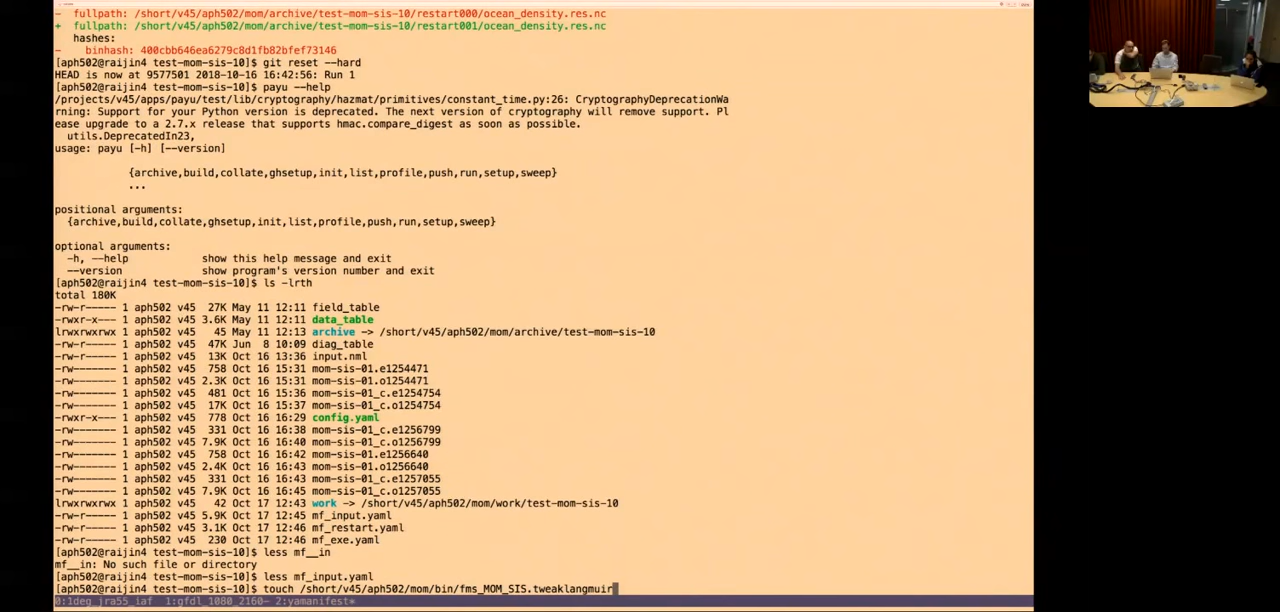 -  fullpath: /short/v45/aph502/mom/archive/test-mom-sis-10/restart000/ocean_density.res.nc
+  fullpath: /short/v45/aph502/mom/archive/test-mom-sis-10/restart001/ocean_density.res.nc
   hashes:
-    binhash: 400cbb646ea6279c8d1fb82bfef73146
[aph502@raijin4 test-mom-sis-10]$ git reset --hard
HEAD is now at 9577501 2018-10-16 16:42:56: Run 1
[aph502@raijin4 test-mom-sis-10]$ payu --help
/projects/v45/apps/payu/test/lib/cryptography/hazmat/primitives/constant_time.py:26: CryptographyDeprecationWa
rning: Support for your Python version is deprecated. The next version of cryptography will remove support. Pl
ease upgrade to a 2.7.x release that supports hmac.compare_digest as soon as possible.
  utils.DeprecatedIn23,
usage: payu [-h] [--version]
            {archive,build,collate,ghsetup,init,list,profile,push,run,setup,sweep}
            ...
positional arguments:
  {archive,build,collate,ghsetup,init,list,profile,push,run,setup,sweep}
optional arguments:
  -h, --help            show this help message and exit
  --version             show program's version number and exit
[aph502@raijin4 test-mom-sis-10]$ ls -lrth
total 180K
-rw-r----- 1 aph502 v45  27K May 11 12:11 field_table
-rwxr-x--- 1 aph502 v45 3.6K May 11 12:11 data_table
lrwxrwxrwx 1 aph502 v45   45 May 11 12:13 archive -> /short/v45/aph502/mom/archive/test-mom-sis-10
-rw-r----- 1 aph502 v45  47K Jun  8 10:09 diag_table
-rw-r----- 1 aph502 v45  13K Oct 16 13:36 input.nml
-rw------- 1 aph502 v45  758 Oct 16 15:31 mom-sis-01.e1254471
-rw------- 1 aph502 v45 2.3K Oct 16 15:31 mom-sis-01.o1254471
-rw------- 1 aph502 v45  481 Oct 16 15:36 mom-sis-01_c.e1254754
-rw------- 1 aph502 v45  17K Oct 16 15:37 mom-sis-01_c.o1254754
-rwxr-x--- 1 aph502 v45  778 Oct 16 16:29 config.yaml
-rw------- 1 aph502 v45  331 Oct 16 16:38 mom-sis-01_c.e1256799
-rw------- 1 aph502 v45 7.9K Oct 16 16:40 mom-sis-01_c.o1256799
-rw------- 1 aph502 v45  758 Oct 16 16:42 mom-sis-01.e1256640
-rw------- 1 aph502 v45 2.4K Oct 16 16:43 mom-sis-01.o1256640
-rw------- 1 aph502 v45  331 Oct 16 16:43 mom-sis-01_c.e1257055
-rw------- 1 aph502 v45 7.9K Oct 16 16:45 mom-sis-01_c.o1257055
lrwxrwxrwx 1 aph502 v45   42 Oct 17 12:43 work -> /short/v45/aph502/mom/work/test-mom-sis-10
-rw-r----- 1 aph502 v45 5.9K Oct 17 12:45 mf_input.yaml
-rw-r----- 1 aph502 v45 3.1K Oct 17 12:46 mf_restart.yaml
-rw-r----- 1 aph502 v45  230 Oct 17 12:46 mf_exe.yaml
[aph502@raijin4 test-mom-sis-10]$ less mf__in
mf__in: No such file or directory
[aph502@raijin4 test-mom-sis-10]$ less mf_input.yaml
[aph502@raijin4 test-mom-sis-10]$ touch /short/v45/aph502/mom/bin/fms_MOM_SIS.tweaklangmuir
0:1deg_jra55_iaf  1:gfdl_1080_2160- 2:yamanifest*